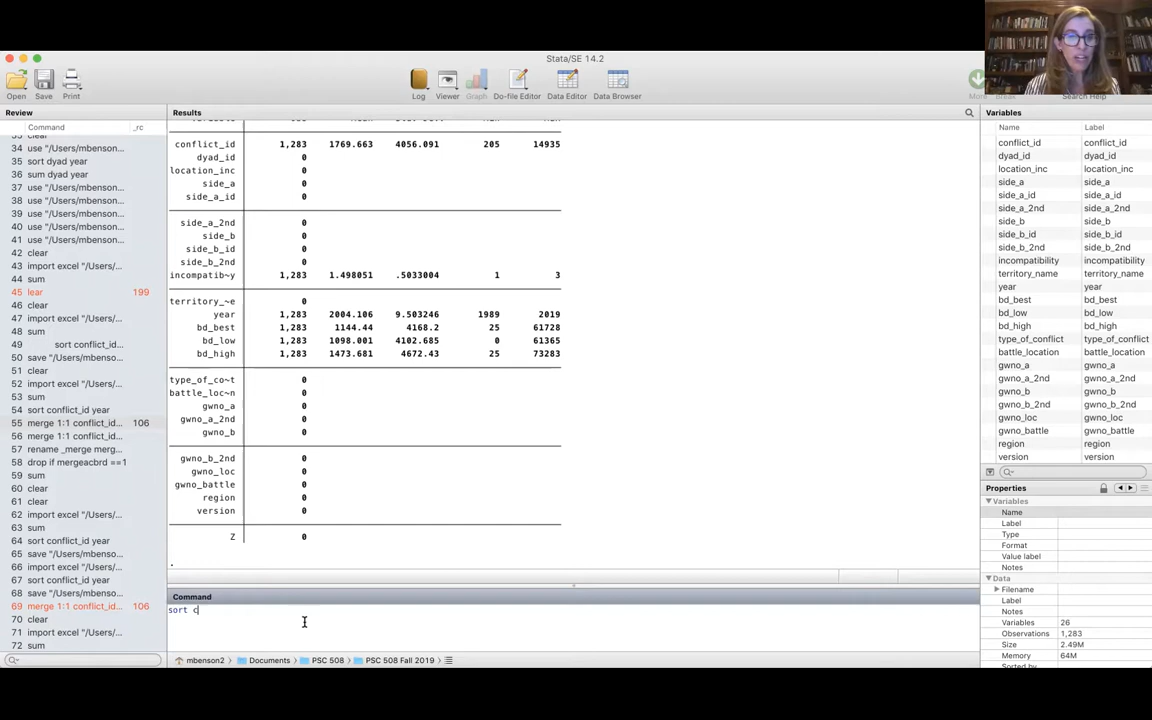 Stata/SE 14.2
Open Save Print Log Viewer Graph Do-file Editor Data Editor Data Browser More Break Search Help
Review Results Variables
Command _rc
33 clear
34 use "/Users/mbenson...
35 sort dyad year
36 sum dyad year
37 use "/Users/mbenson...
38 use "/Users/mbenson...
39 use "/Users/mbenson...
40 use "/Users/mbenson...
41 use "/Users/mbenson...
42 clear
43 import excel "/Users/...
44 sum
45 lear 199
46 clear
47 import excel "/Users/...
48 sum
49 sort conflict_id...
50 save "/Users/mbenso...
51 clear
52 import excel "/Users/...
53 sum
54 sort conflict_id year
55 merge 1:1 conflict_id... 106
56 merge 1:1 conflict_id...
57 rename _merge merg...
58 drop if mergeacbrd ==1
59 sum
60 clear
61 clear
62 import excel "/Users/...
63 sum
64 sort conflict_id year
65 save "/Users/mbenso...
66 import excel "/Users/...
67 sort conflict_id year
68 save "/Users/mbenso...
69 merge 1:1 conflict_id... 106
70 clear
71 import excel "/Users/...
72 sum
conflict_id 1,283 1769.663 4056.091 205 14935
dyad_id 0
location_inc 0
side_a 0
side_a_id 0
side_a_2nd 0
side_b 0
side_b_id 0
side_b_2nd 0
incompatib~y 1,283 1.498051 .5033004 1 3
territory_~e 0
year 1,283 2004.106 9.503246 1989 2019
bd_best 1,283 1144.44 4168.2 25 61728
bd_low 1,283 1098.001 4102.685 0 61365
bd_high 1,283 1473.681 4672.43 25 73283
type_of_co~t 0
battle_loc~n 0
gwno_a 0
gwno_a_2nd 0
gwno_b 0
gwno_b_2nd 0
gwno_loc 0
gwno_battle 0
region 0
version 0
Z 0
.
Command
sort c
mbenson2 Documents PSC 508 PSC 508 Fall 2019
Name Label
conflict_id conflict_id
dyad_id dyad_id
location_inc location_inc
side_a side_a
side_a_id side_a_id
side_a_2nd side_a_2nd
side_b side_b
side_b_id side_b_id
side_b_2nd side_b_2nd
incompatibility incompatibility
territory_name territory_name
year year
bd_best bd_best
bd_low bd_low
bd_high bd_high
type_of_conflict type_of_conflict
battle_location battle_location
gwno_a gwno_a
gwno_a_2nd gwno_a_2nd
gwno_b gwno_b
gwno_b_2nd gwno_b_2nd
gwno_loc gwno_loc
gwno_battle gwno_battle
region region
version version
Properties
Variables
Name
Label
Type
Format
Value label
Notes
Data
Filename
Label
Notes
Variables 26
Observations 1,283
Size 2.49M
Memory 64M
Sorted by